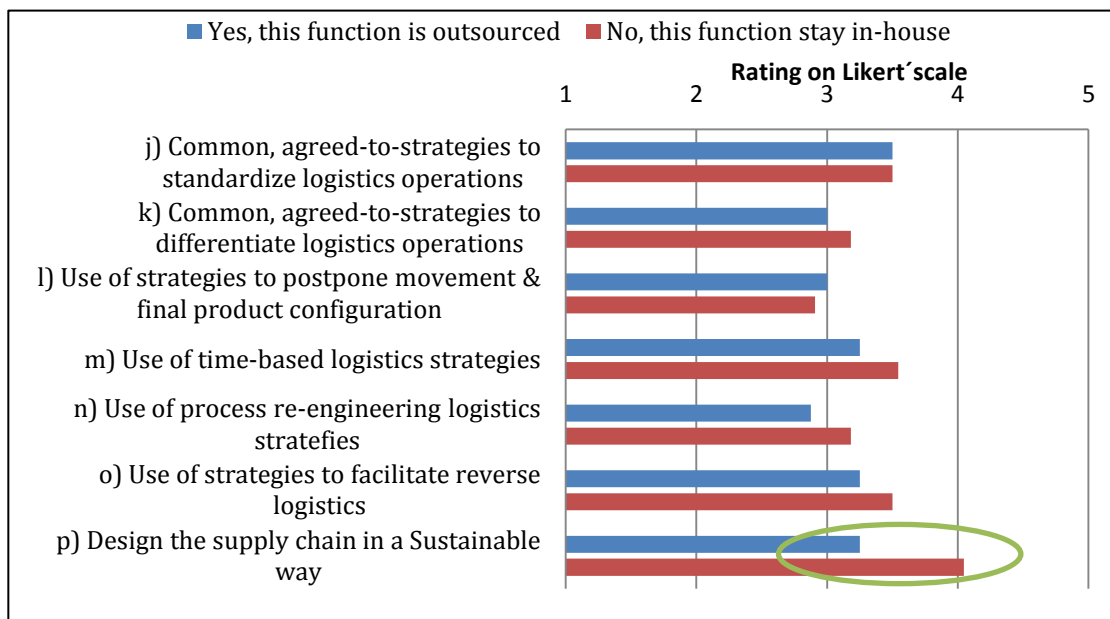 Yes, this function is outsourced No, this function stay in-house
Rating on Likert´scale
1 2 3 4 5
j) Common, agreed-to-strategies to
standardize logistics operations
k) Common, agreed-to-strategies to
differentiate logistics operations
l) Use of strategies to postpone movement &
final product configuration
m) Use of time-based logistics strategies
n) Use of process re-engineering logistics
stratefies
o) Use of strategies to facilitate reverse
logistics
p) Design the supply chain in a Sustainable
way